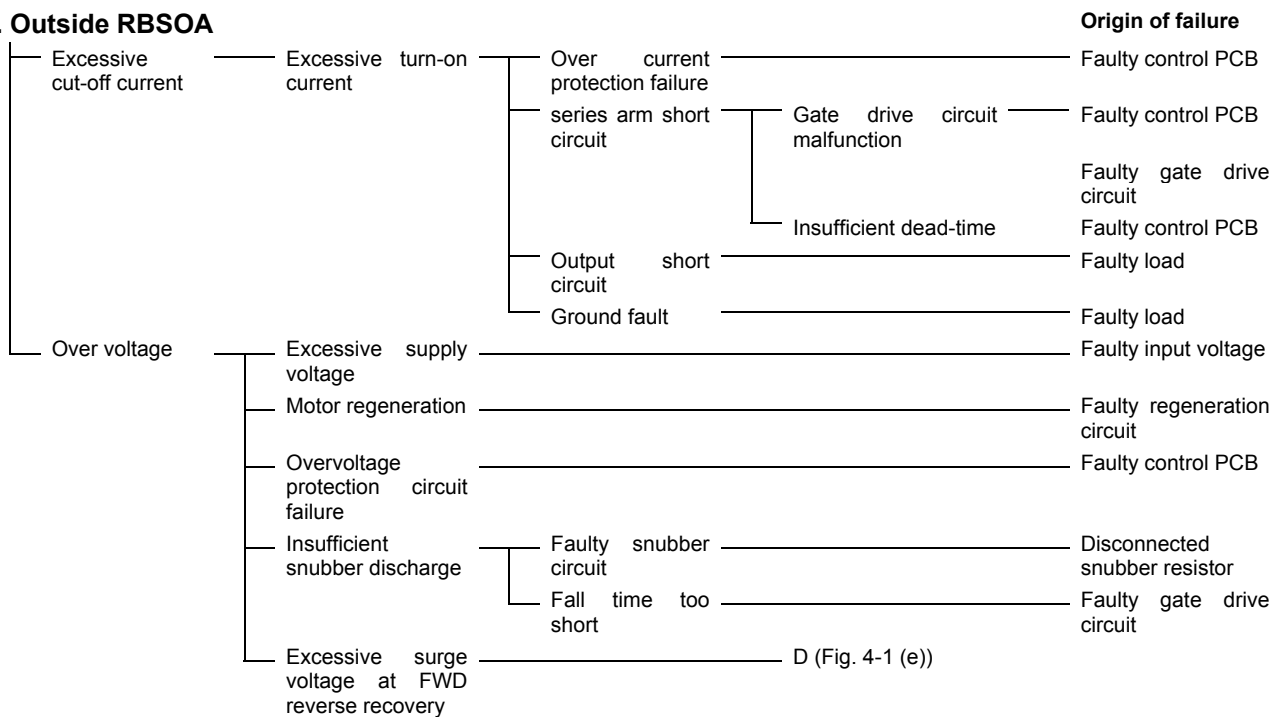 . Outside RBSOA
Origin of failure
Excessive
cut-off current
Excessive turn-on
current
Over current
protection failure
Faulty control PCB
series arm short
circuit
Gate drive circuit
malfunction
Faulty control PCB
Faulty gate drive
circuit
Insufficient dead-time
Faulty control PCB
Output short
circuit
Faulty load
Ground fault
Faulty load
Over voltage
Excessive supply
voltage
Faulty input voltage
Motor regeneration
Faulty regeneration
circuit
Overvoltage
protection circuit
failure
Faulty control PCB
Insufficient
snubber discharge
Faulty snubber
circuit
Disconnected
snubber resistor
Fall time too
short
Faulty gate drive
circuit
Excessive surge
voltage at FWD
reverse recovery
D (Fig. 4-1 (e))